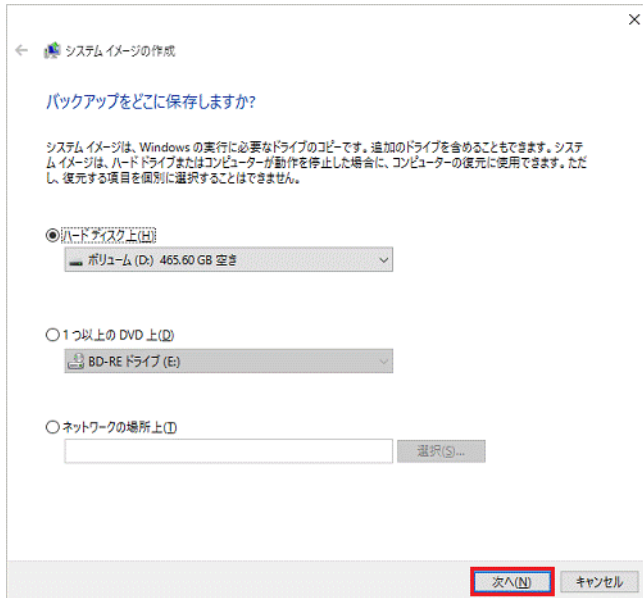 システム イメージの作成
バックアップをどこに保存しますか?
システム イメージは、Windows の実行に必要なドライブのコピーです。追加のドライブを含めることもできます。システ
ム イメージは、ハード ドライブまたはコンピューターが動作を停止した場合に、コンピューターの復元に使用できます。ただ
し、復元する項目を個別に選択することはできません。
ハード ディスク上(H)
ボリューム (D:) 465.60 GB 空き
1 つ以上の DVD 上(D)
BD-RE ドライブ (E:)
ネットワークの場所上(T)
選択(S)...
次へ(N) キャンセル